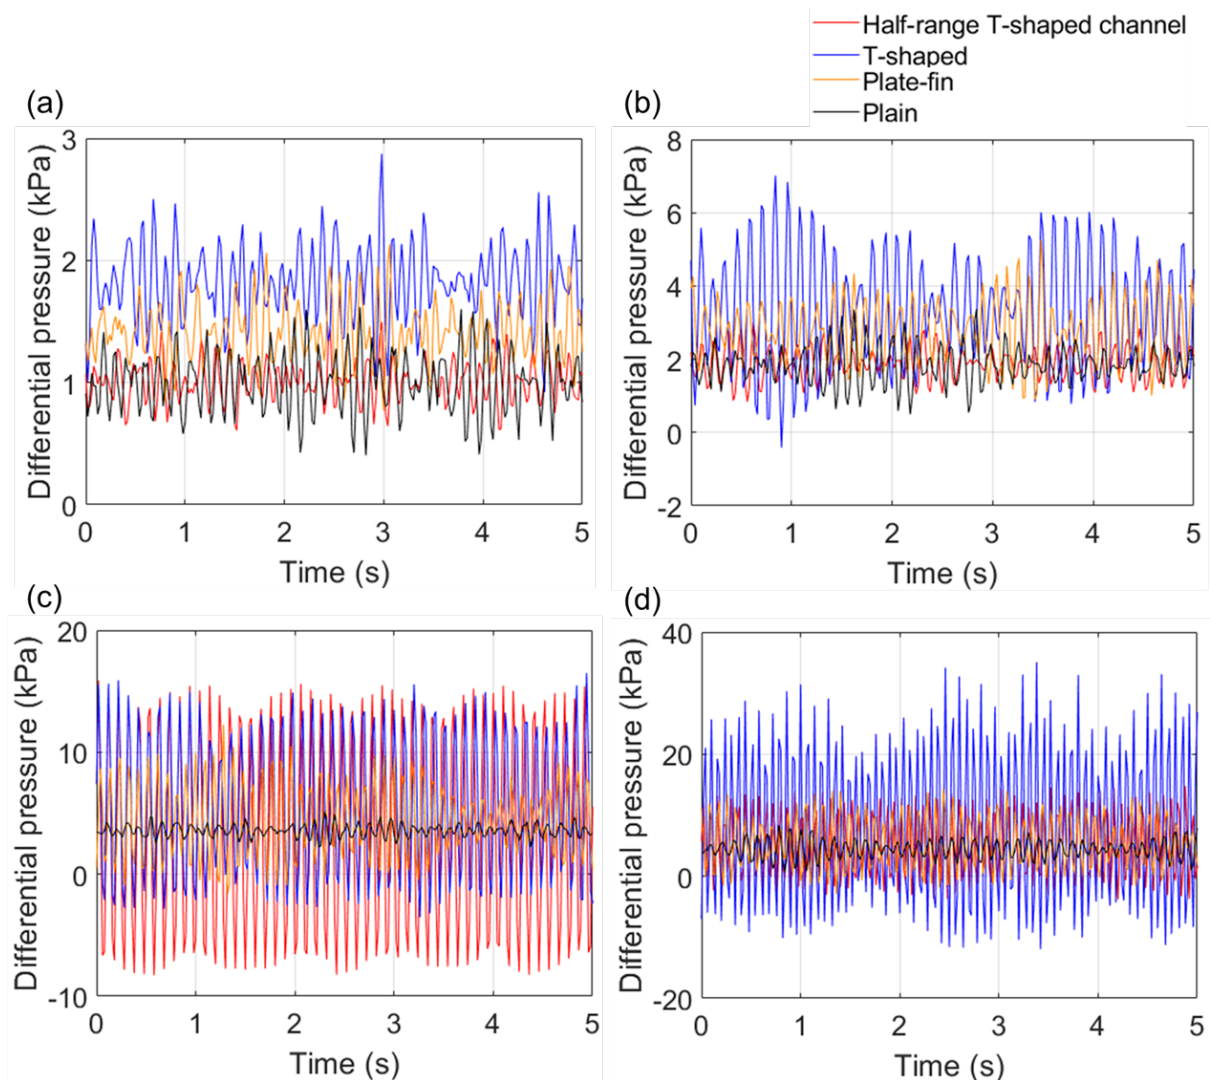 Half-range T-shaped channel
T-shaped
Plate-fin
Plain
(a)
Differential pressure (kPa)
3
2
1
0
0 1 2 3 4 5
Time (s)
(b)
Differential pressure (kPa)
8
6
4
2
0
-2
0 1 2 3 4 5
Time (s)
(c)
Differential pressure (kPa)
20
10
0
-10
0 1 2 3 4 5
Time (s)
(d)
Differential pressure (kPa)
40
20
0
-20
0 1 2 3 4 5
Time (s)